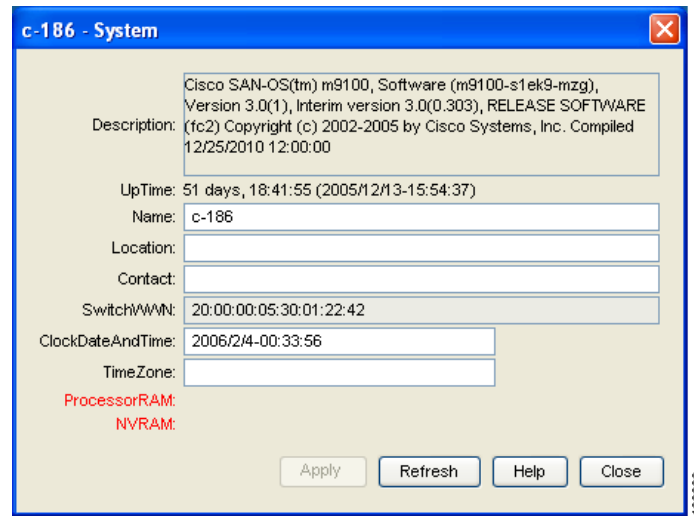 c-186 - System
Description: Cisco SAN-OS(tm) m9100, Software (m9100-s1ek9-mzg),
Version 3.0(1), Interim version 3.0(0.303), RELEASE SOFTWARE
(fc2) Copyright (c) 2002-2005 by Cisco Systems, Inc. Compiled
12/25/2010 12:00:00
UpTime: 51 days, 18:41:55 (2005/12/13-15:54:37)
Name: c-186
Location:
Contact:
SwitchWWN: 20:00:00:05:30:01:22:42
ClockDateAndTime: 2006/2/4-00:33:56
TimeZone:
ProcessorRAM:
NVRAM:
Apply Refresh Help Close